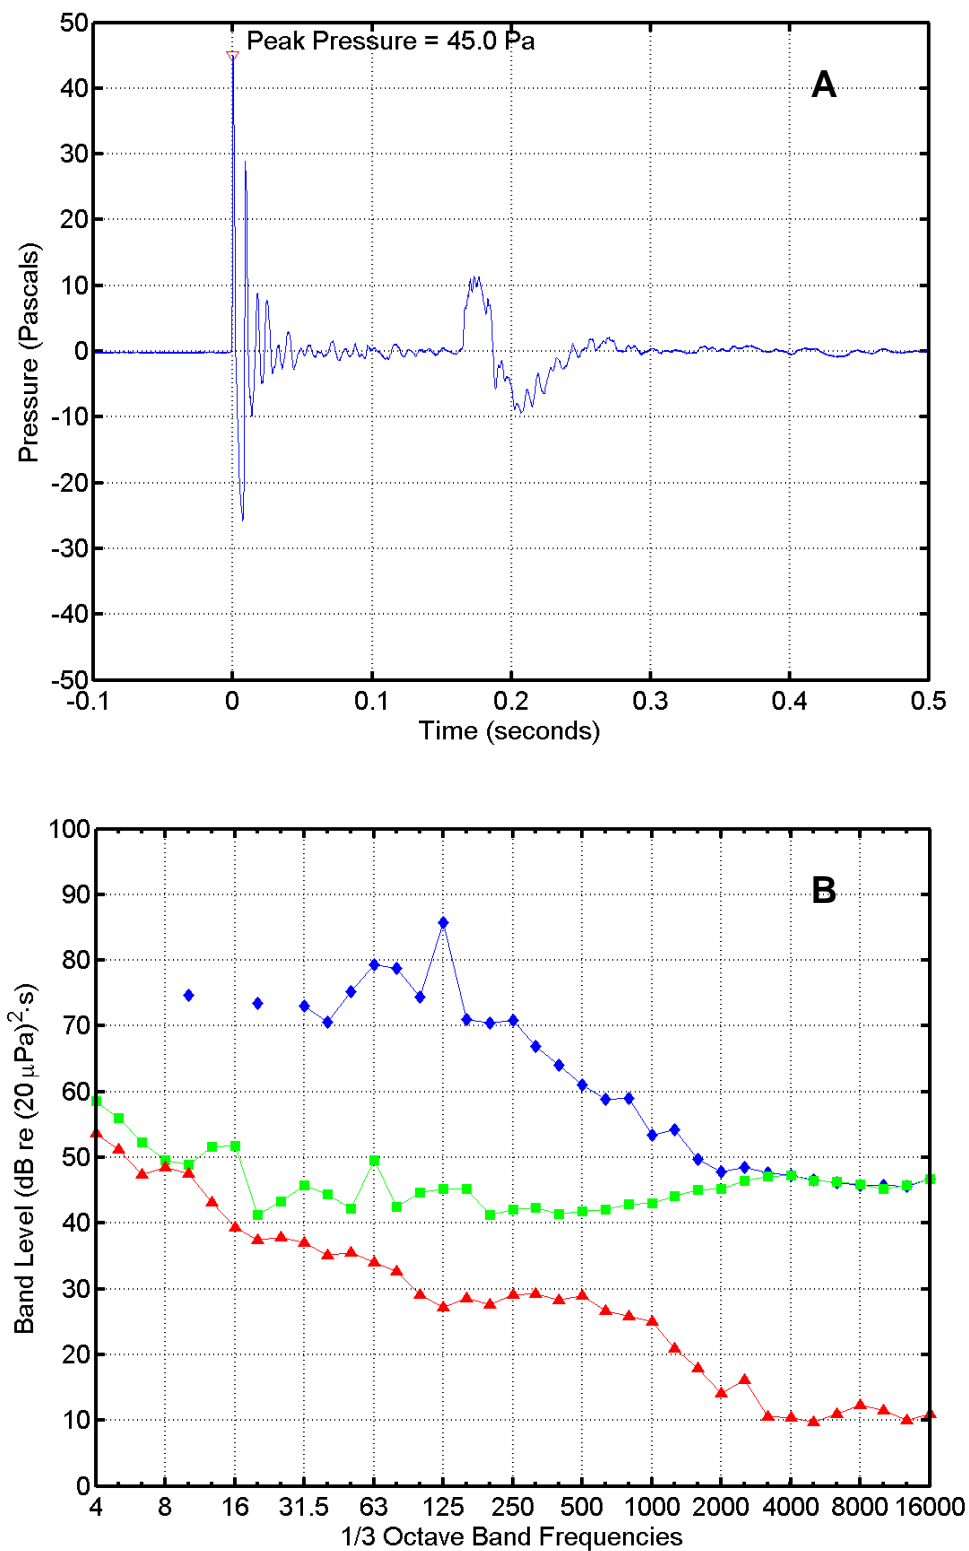 50
40
30
20
10
0
-10
-20
-30
-40
-50
Pressure (Pascals)
Peak Pressure = 45.0 Pa
A
-0.1 0 0.1 0.2 0.3 0.4 0.5
Time (seconds)
100
90
80
70
60
50
40
30
20
10
0
Band Level (dB re (20 μPa)²·s)
B
4 8 16 31.5 63 125 250 500 1000 2000 4000 8000 16000
1/3 Octave Band Frequencies